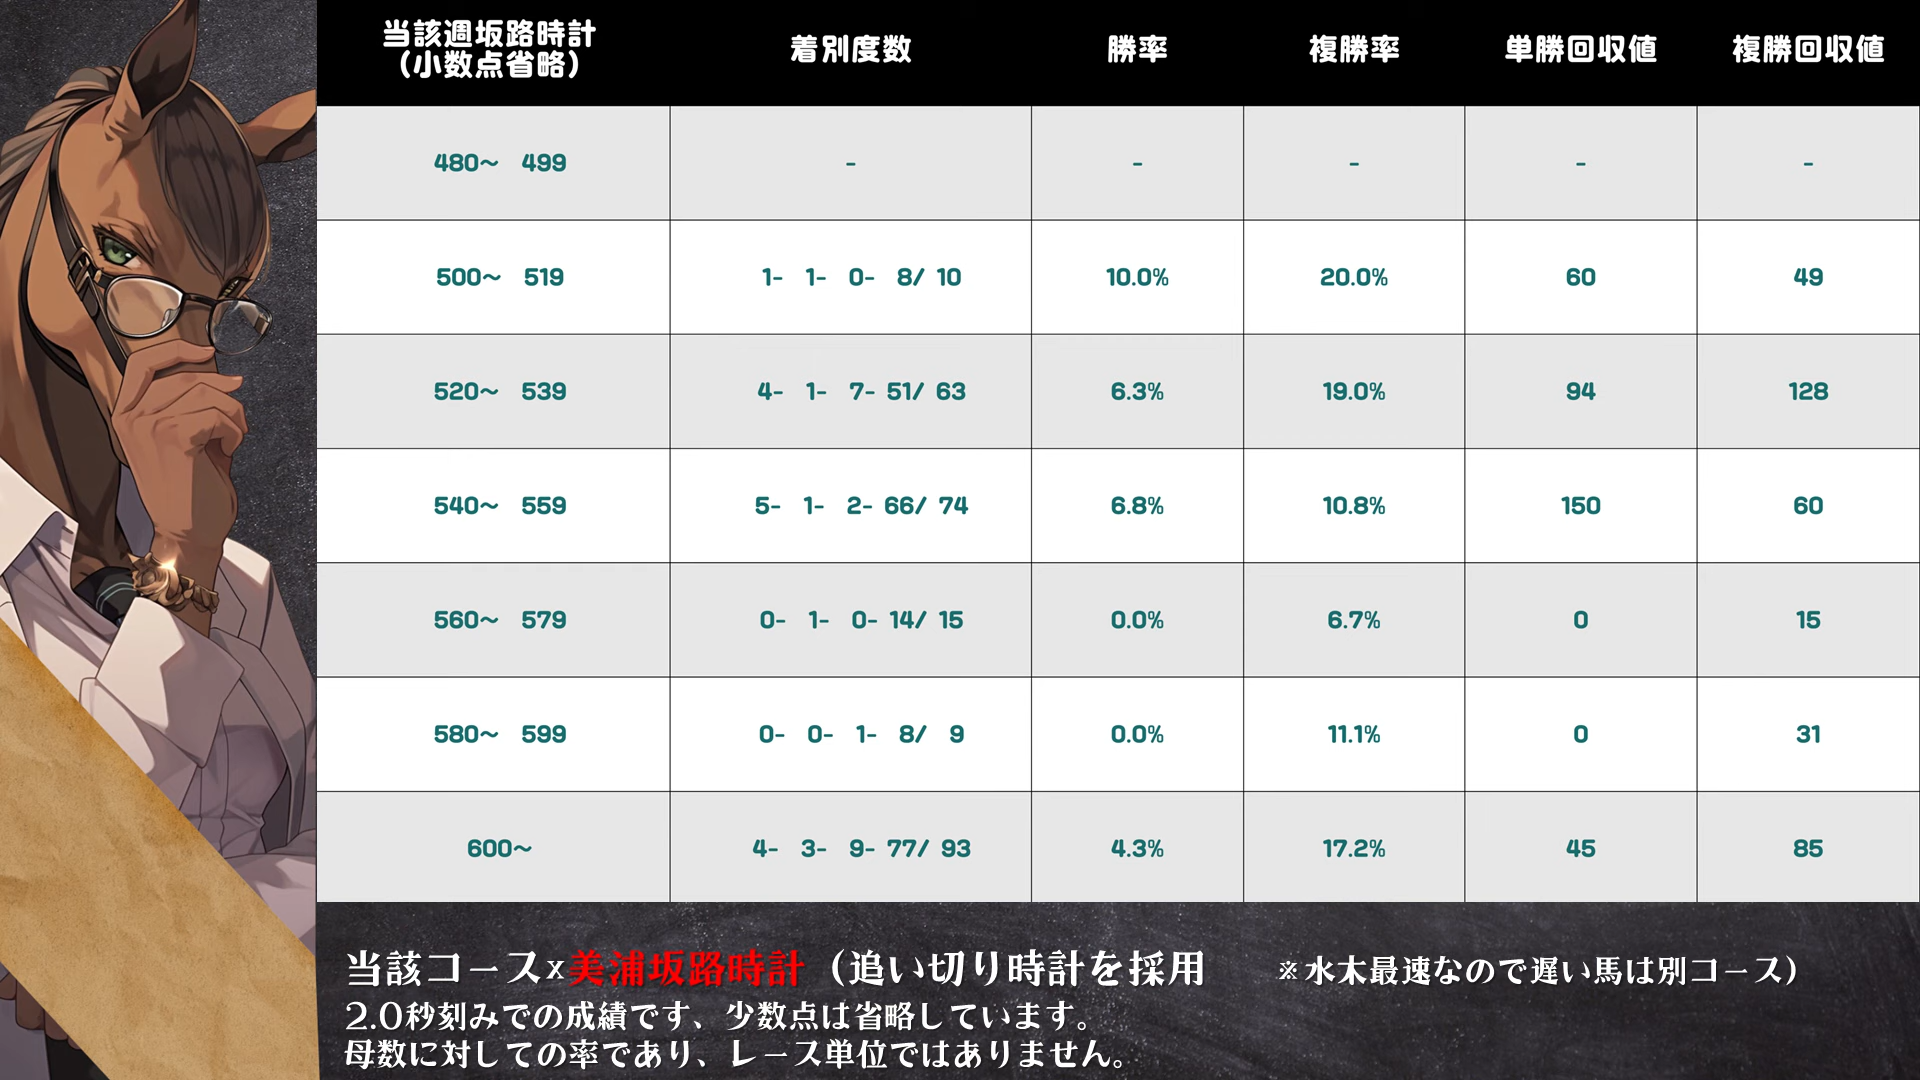 当該週坂路時計
（小数点省略） 着別度数 勝率 複勝率 単勝回収値 複勝回収値
480〜 499 - - - - -
500〜 519 1- 1- 0- 8/ 10 10.0% 20.0% 60 49
520〜 539 4- 1- 7- 51/ 63 6.3% 19.0% 94 128
540〜 559 5- 1- 2- 66/ 74 6.8% 10.8% 150 60
560〜 579 0- 1- 0- 14/ 15 0.0% 6.7% 0 15
580〜 599 0- 0- 1- 8/ 9 0.0% 11.1% 0 31
600〜 4- 3- 9- 77/ 93 4.3% 17.2% 45 85
当該コースx美浦坂路時計（追い切り時計を採用 ※水木最速なので遅い馬は別コース）
2.0秒刻みでの成績です、少数点は省略しています。
母数に対しての率であり、レース単位ではありません。